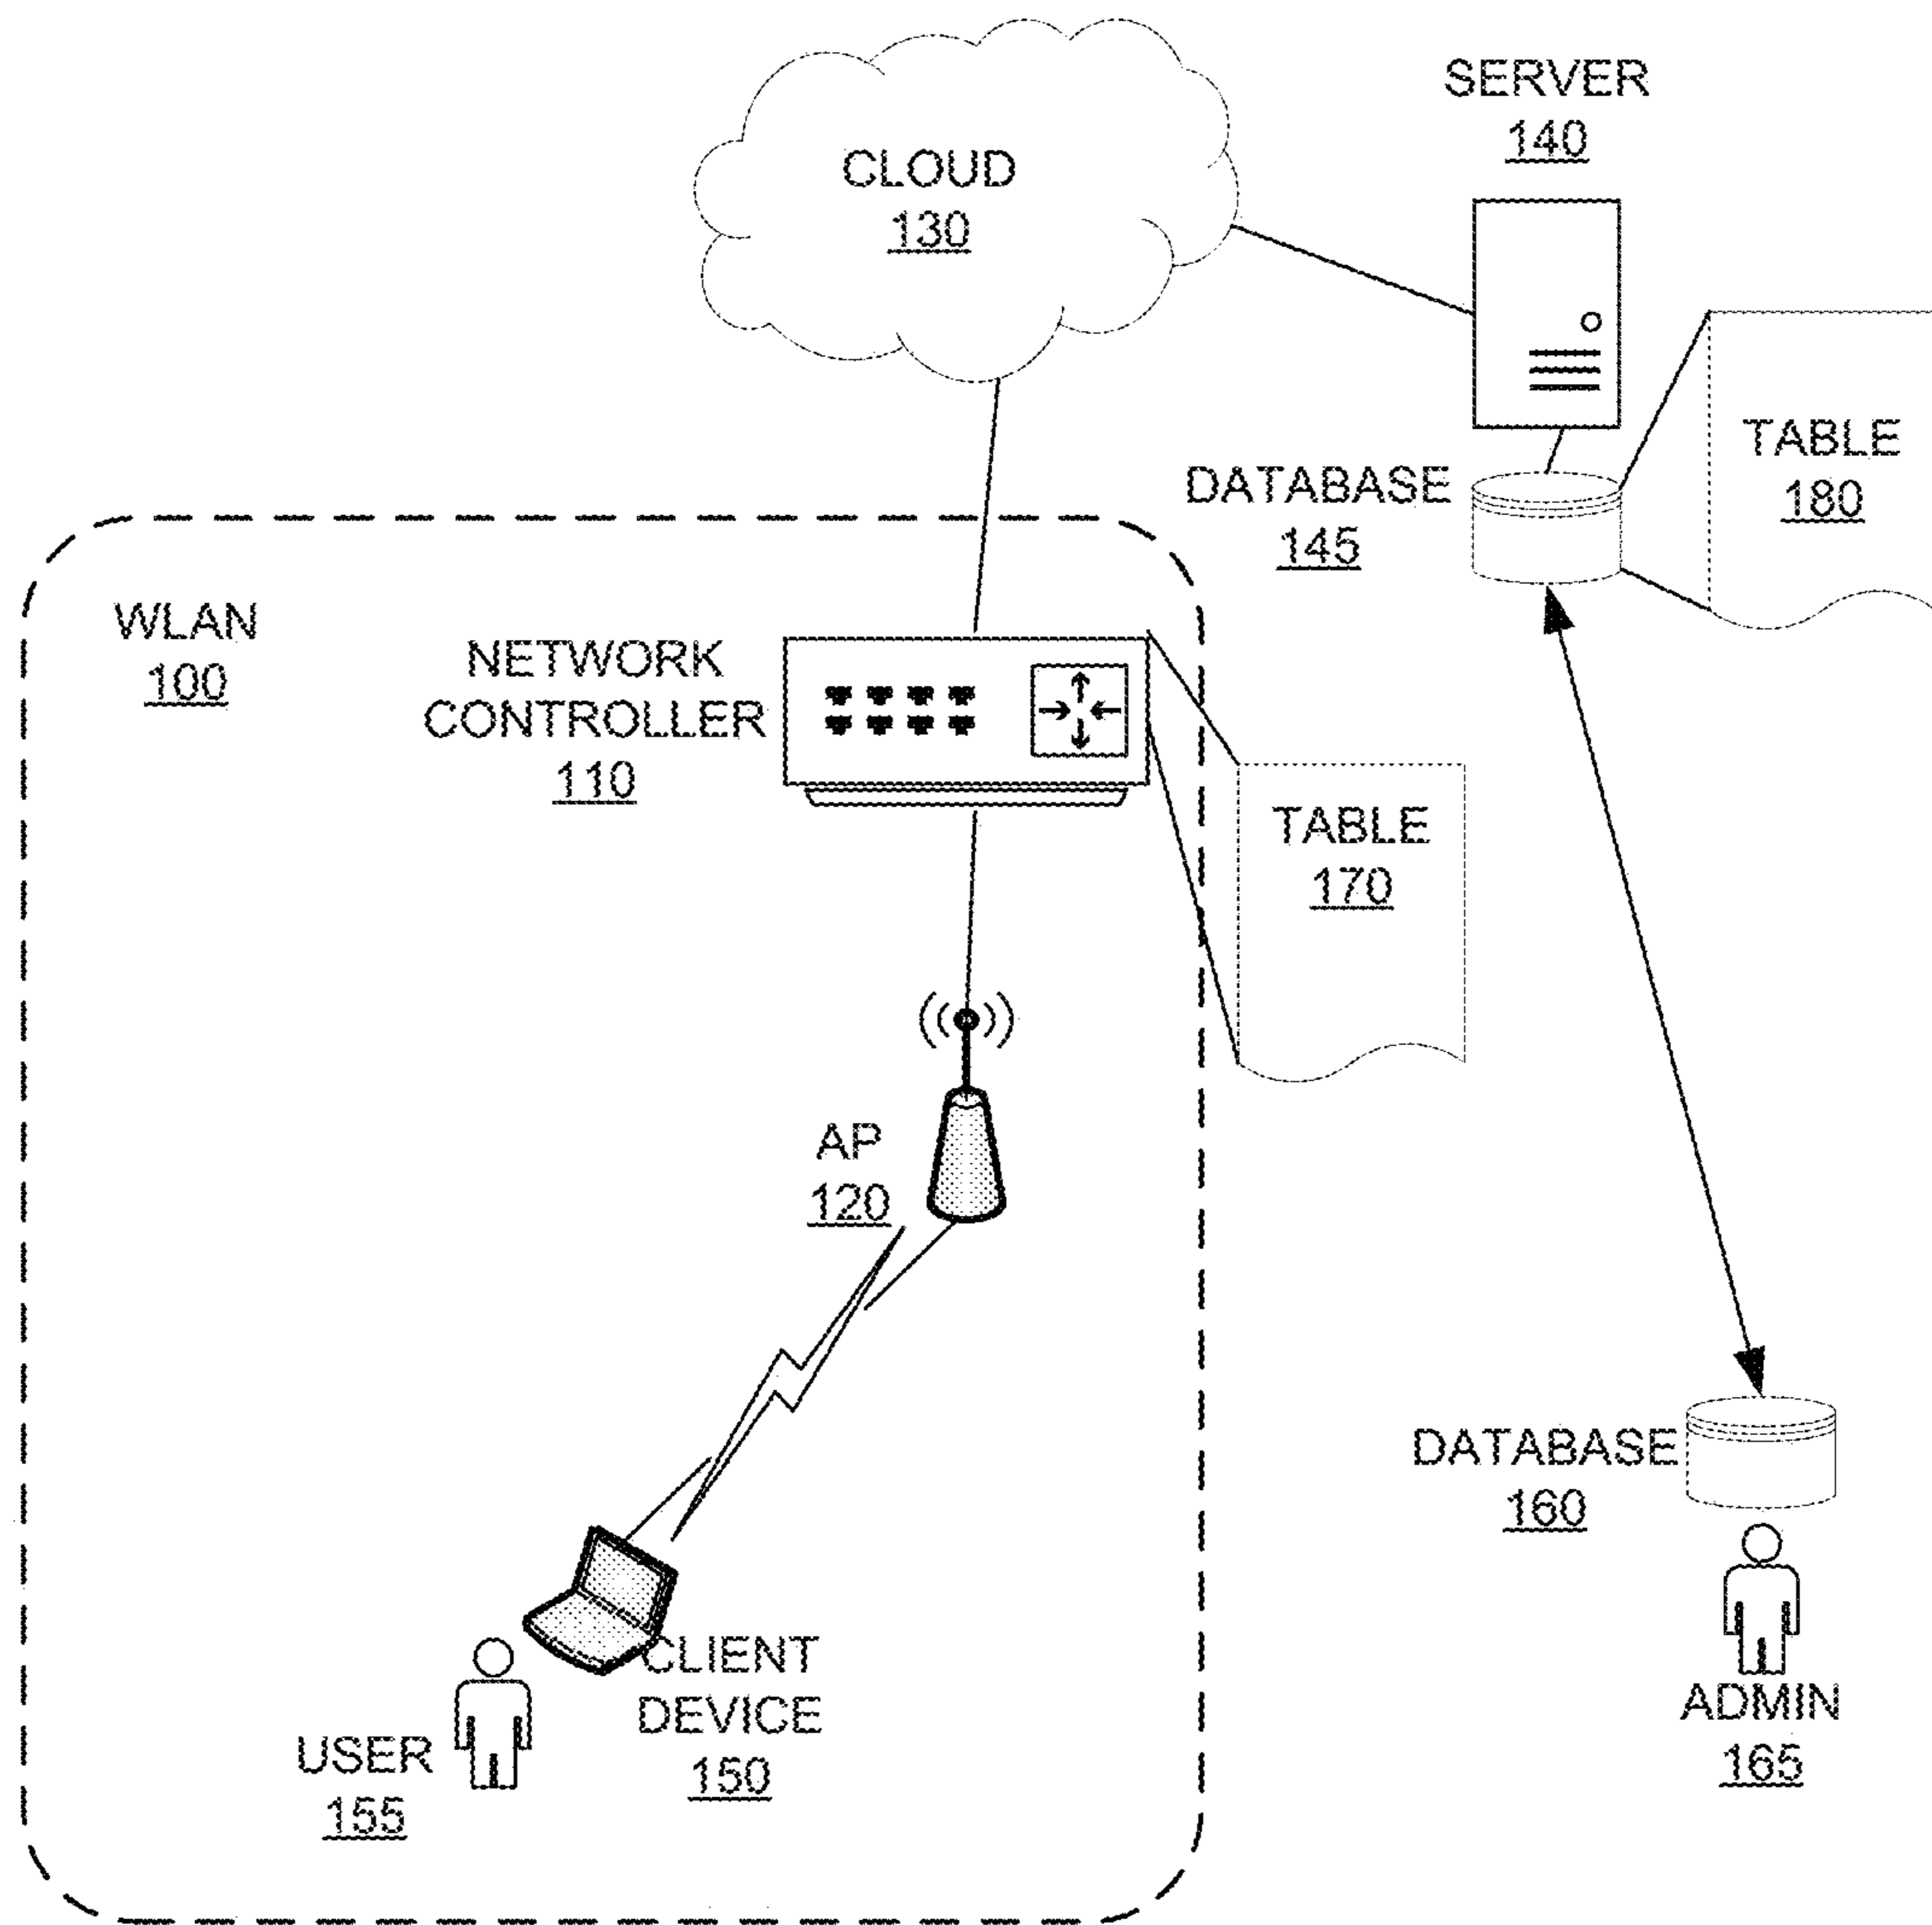 CLOUD
130
SERVER
140
TABLE
180
DATABASE
145
WLAN
100
NETWORK
CONTROLLER
110
TABLE
170
AP
120
DATABASE
160
CLIENT
DEVICE
150
USER
155
ADMIN
165